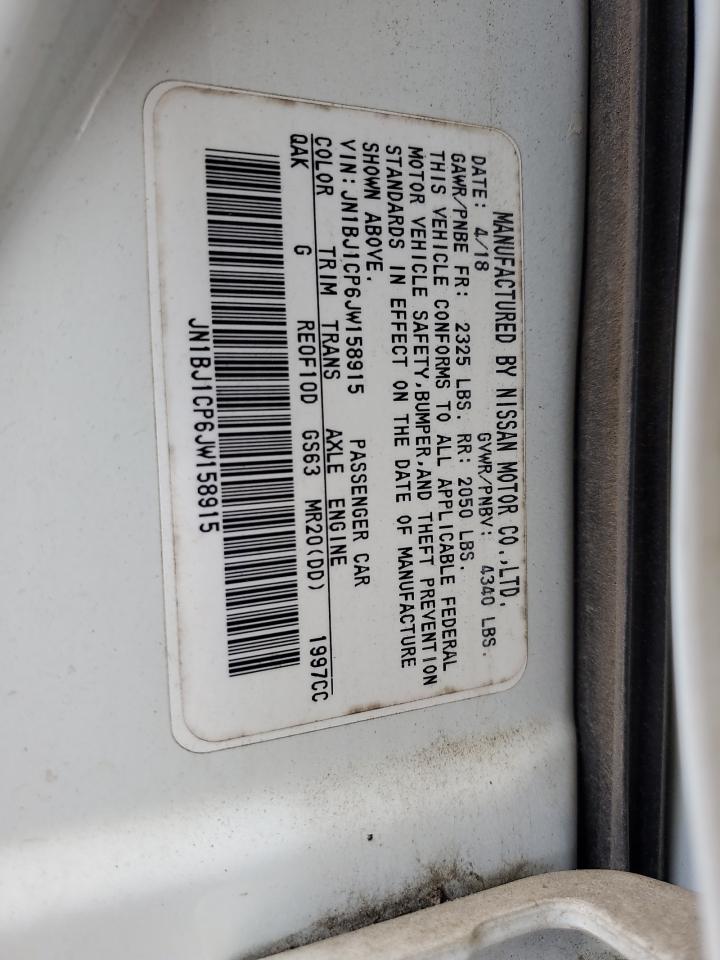 MANUFACTURED BY NISSAN MOTOR CO.,LTD.
DATE: 4/18 GVWR/PNBV: 4340 LBS.
GAWR/PNBE FR: 2325 LBS. RR: 2050 LBS.
THIS VEHICLE CONFORMS TO ALL APPLICABLE FEDERAL
MOTOR VEHICLE SAFETY,BUMPER,AND THEFT PREVENTION
STANDARDS IN EFFECT ON THE DATE OF MANUFACTURE
SHOWN ABOVE.
VIN:JN1BJ1CP6JW158915 PASSENGER CAR
COLOR TRIM TRANS AXLE ENGINE
QAK G RE0F10D GS63 MR20(DD) 1997CC
JN1BJ1CP6JW158915